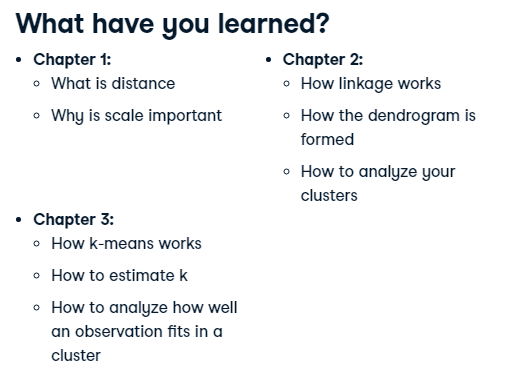 What have you learned?
• Chapter 1:
◦ What is distance
◦ Why is scale important
• Chapter 2:
◦ How linkage works
◦ How the dendrogram is
formed
◦ How to analyze your
clusters
• Chapter 3:
◦ How k-means works
◦ How to estimate k
◦ How to analyze how well
an observation fits in a
cluster